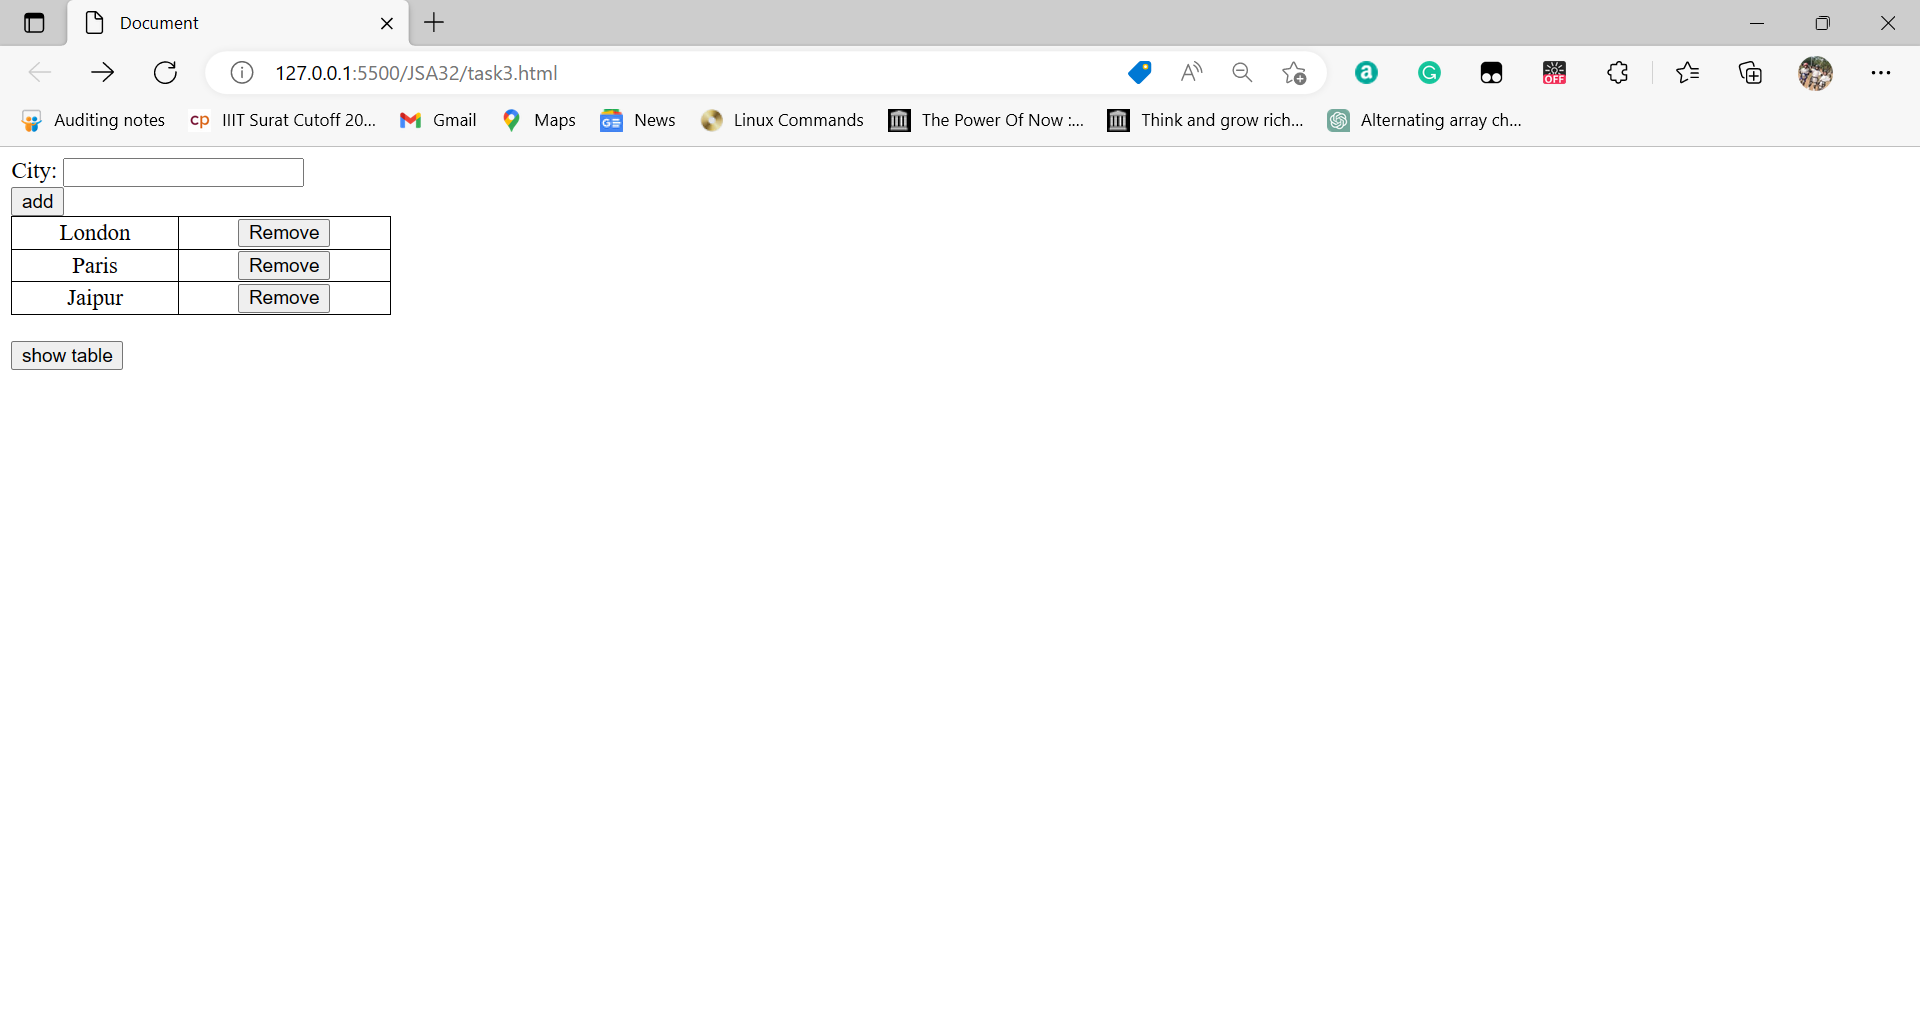 Document
127.0.0.1:5500/JSA32/task3.html
A a G OFF
Auditing notes cp IIIT Surat Cutoff 20... Gmail Maps GE News Linux Commands The Power Of Now :... Think and grow rich... Alternating array ch...
City:
add
London Remove
Paris Remove
Jaipur Remove
show table